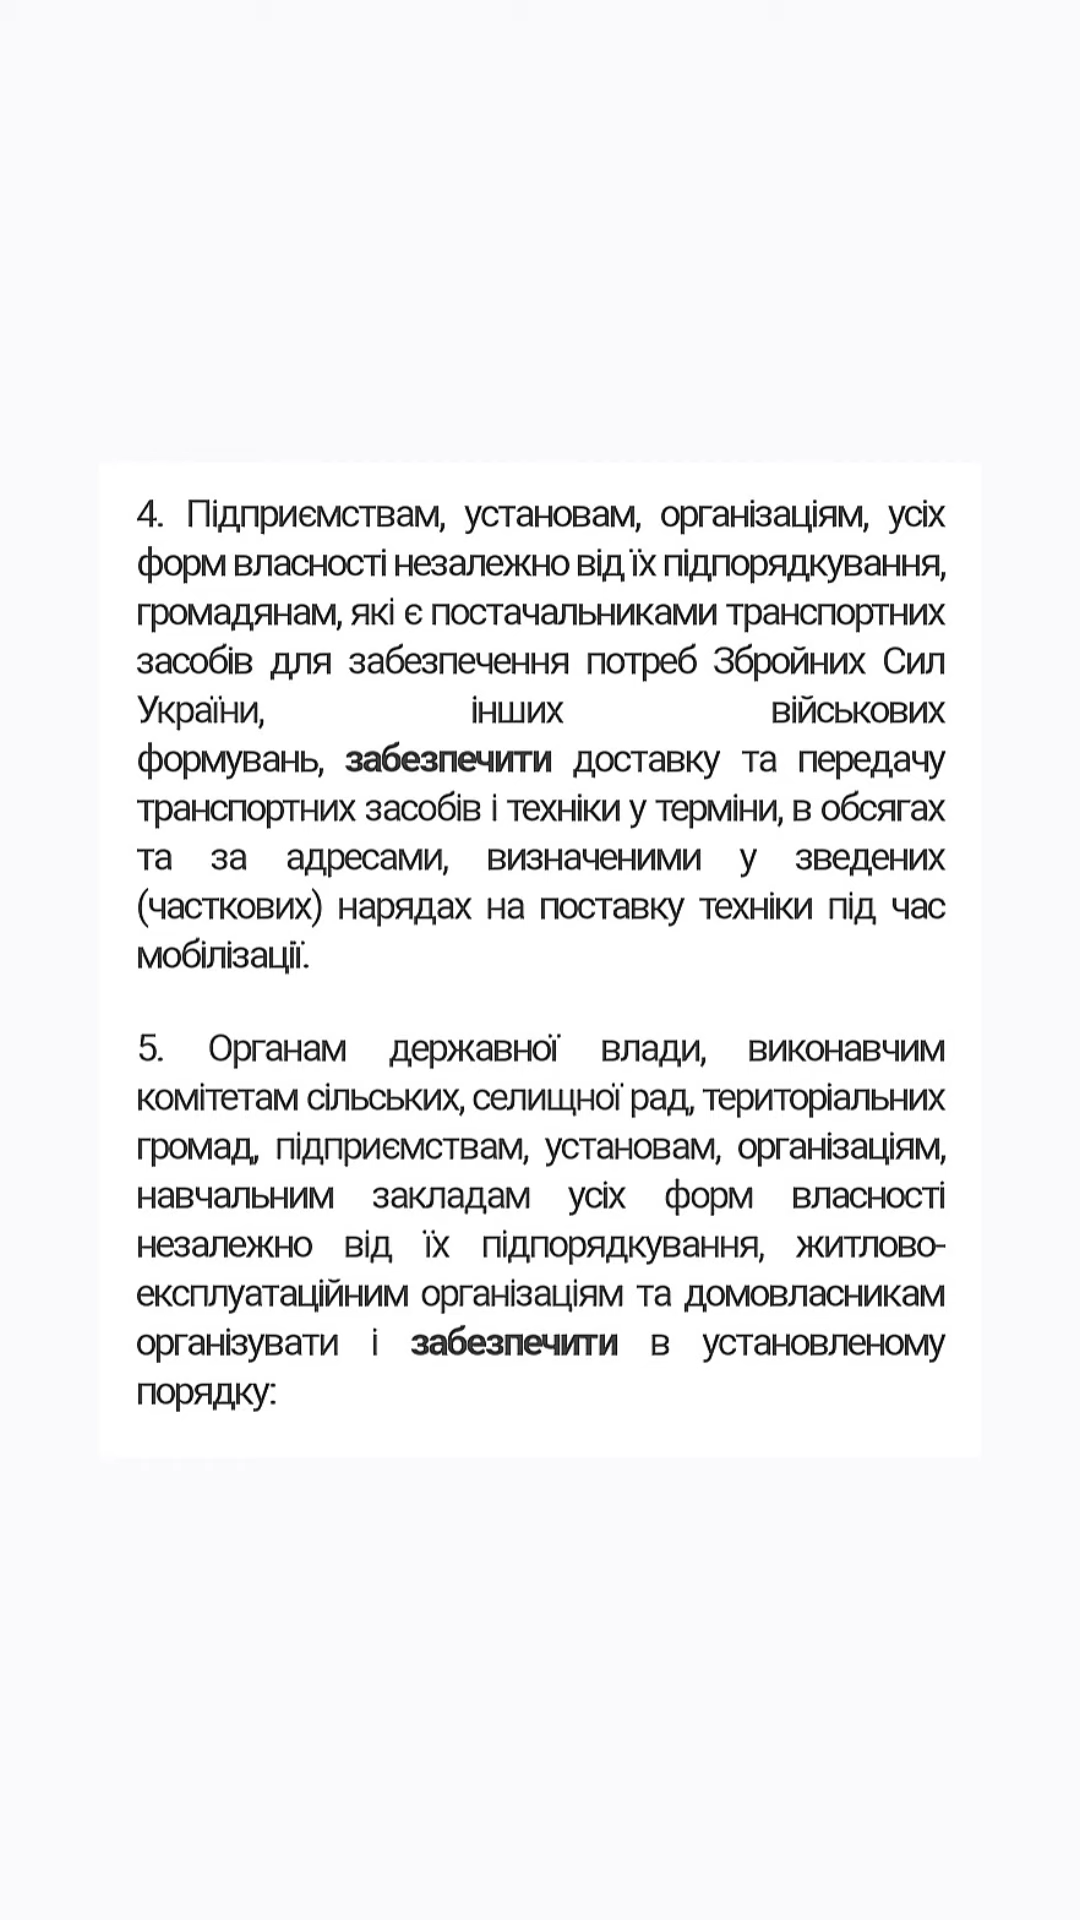 4. Підприємствам, установам, організаціям, усіх
форм власності незалежно від їх підпорядкування,
громадянам, які є постачальниками транспортних
засобів для забезпечення потреб Збройних Сил
України, інших військових
формувань, забезпечити доставку та передачу
транспортних засобів і техніки у терміни, в обсягах
та за адресами, визначеними у зведених
(часткових) нарядах на поставку техніки під час
мобілізації.
5. Органам державної влади, виконавчим
комітетам сільських, селищної рад, територіальних
громад, підприємствам, установам, організаціям,
навчальним закладам усіх форм власності
незалежно від їх підпорядкування, житлово-
експлуатаційним організаціям та домовласникам
організувати і забезпечити в установленому
порядку: